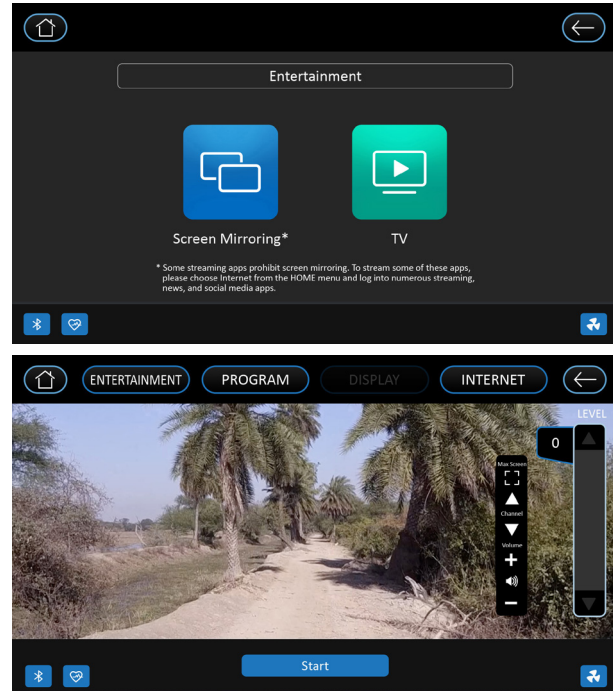 Entertainment
Screen Mirroring*
TV
* Some streaming apps prohibit screen mirroring. To stream some of these apps,
please choose Internet from the HOME menu and log into numerous streaming,
news, and social media apps.
ENTERTAINMENT
PROGRAM
DISPLAY
INTERNET
LEVEL
0
Max Screen
Channel
Volume
Start